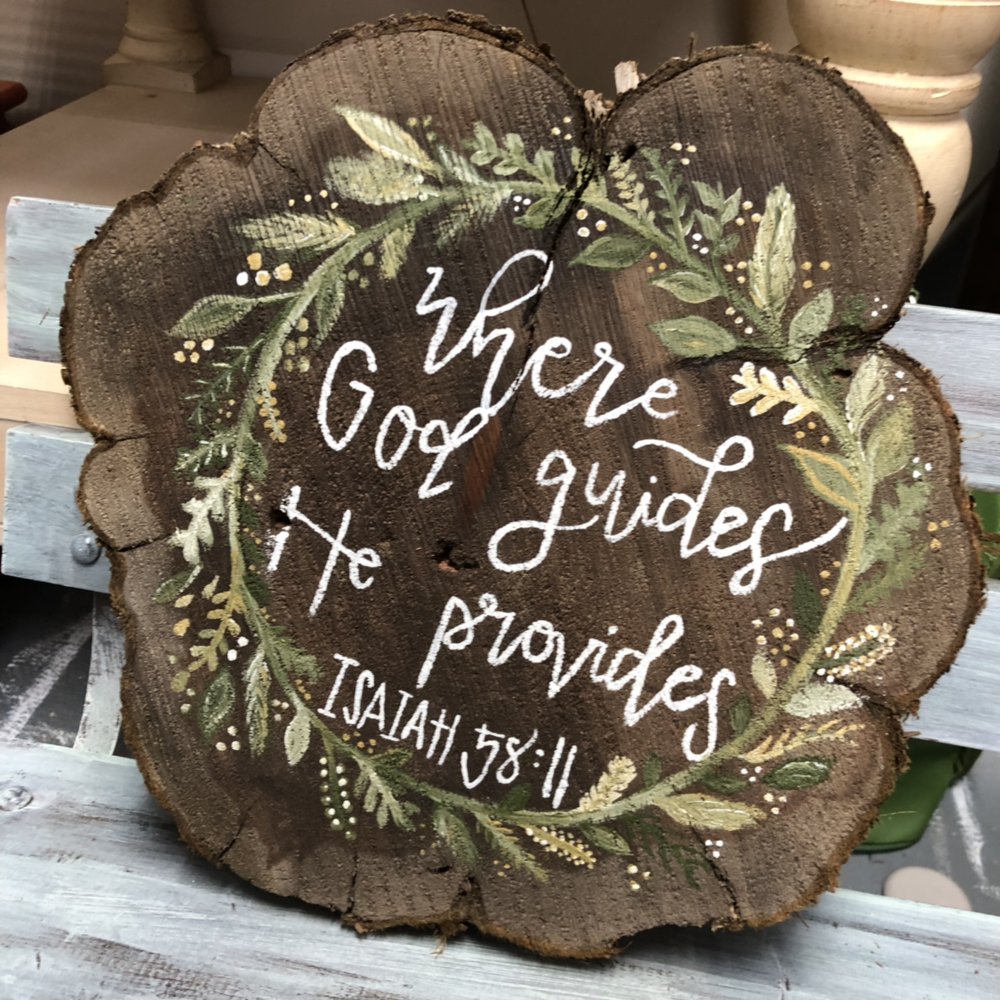 Where
God guides
He provides
ISAIAH 58:11